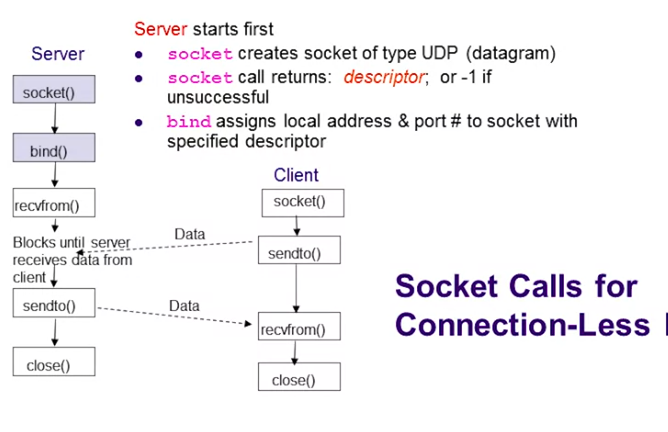 Server starts first
Server
• socket creates socket of type UDP (datagram)
• socket call returns: descriptor; or -1 if
unsuccessful
• bind assigns local address & port # to socket with
specified descriptor
socket()
bind()
recvfrom()
Blocks until server
receives data from
client
sendto()
close()
Client
socket()
Data
sendto()
Data
recvfrom()
close()
Socket Calls for
Connection-Less